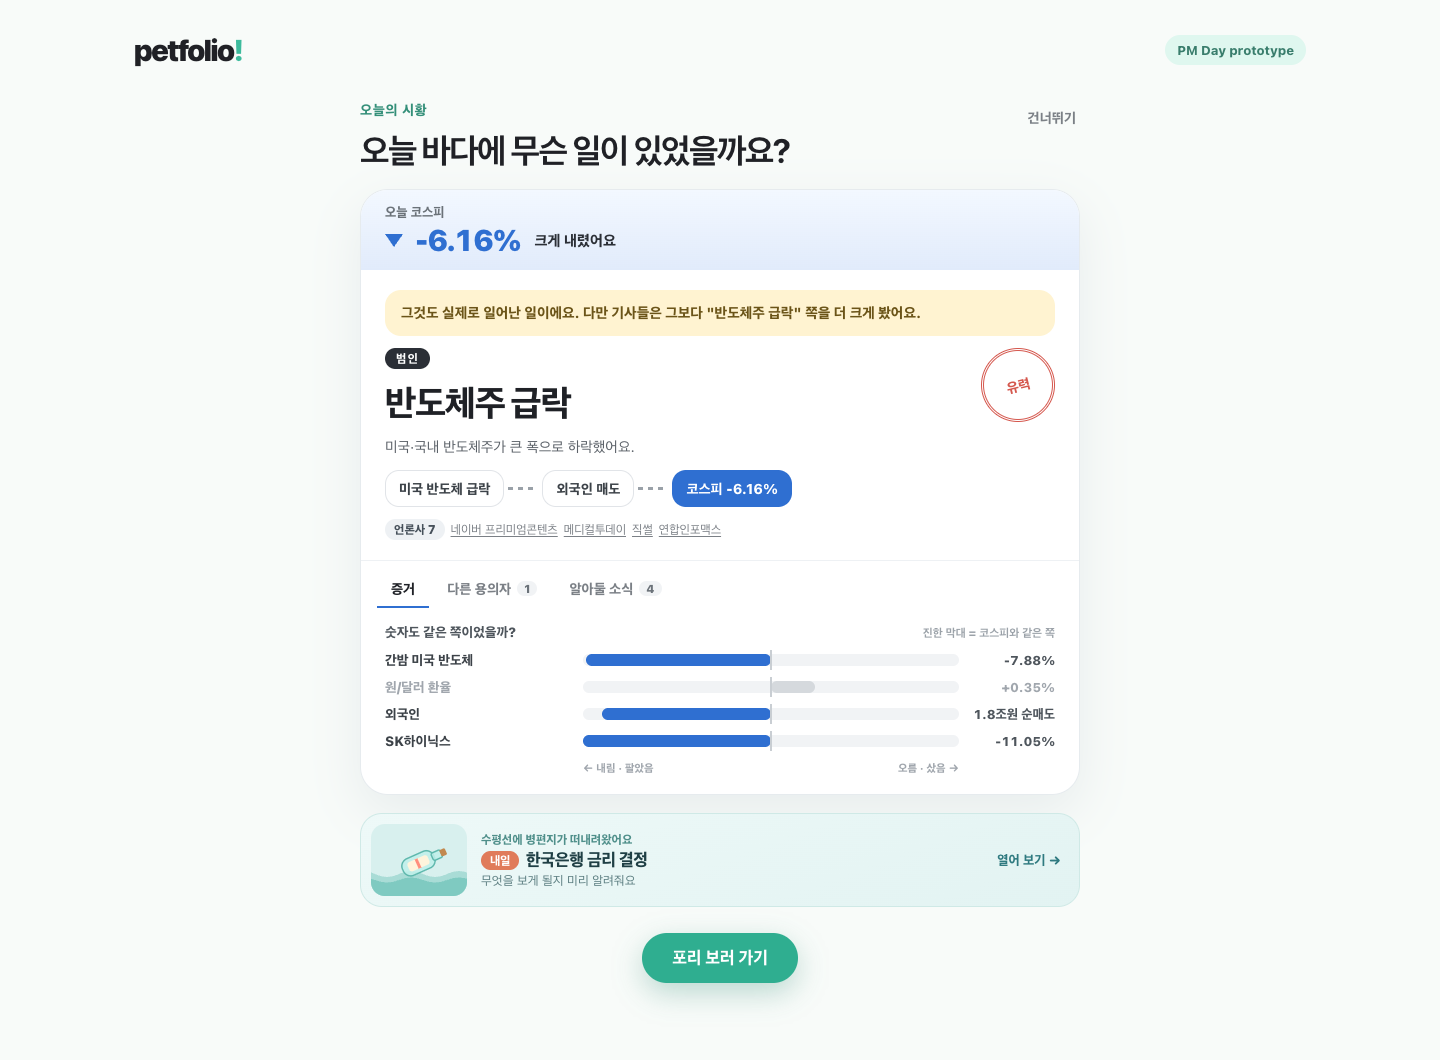 petfolio!
PM Day prototype
오늘의 시황
건너뛰기
오늘 바다에 무슨 일이 있었을까요?
오늘 코스피
▼ -6.16% 크게 내렸어요
그것도 실제로 일어난 일이에요. 다만 기사들은 그보다 "반도체주 급락" 쪽을 더 크게 봤어요.
범인
유력
반도체주 급락
미국·국내 반도체주가 큰 폭으로 하락했어요.
미국 반도체 급락 --- 외국인 매도 --- 코스피 -6.16%
언론사 7 네이버 프리미엄콘텐츠 메디컬투데이 직썰 연합인포맥스
증거 다른 용의자 1 알아둘 소식 4
숫자도 같은 쪽이었을까? 진한 막대 = 코스피와 같은 쪽
간밤 미국 반도체 -7.88%
원/달러 환율 +0.35%
외국인 1.8조원 순매도
SK하이닉스 -11.05%
← 내림 · 팔았음 오름 · 샀음 →
수평선에 병편지가 떠내려왔어요
내일 한국은행 금리 결정
무엇을 보게 될지 미리 알려줘요
열어 보기 →
포리 보러 가기